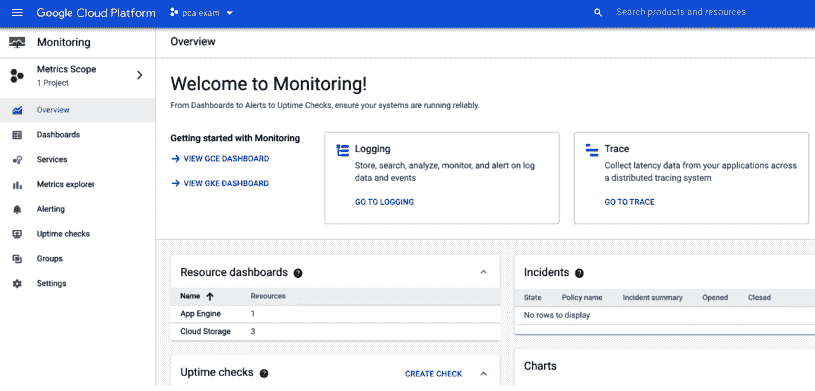 Google Cloud Platform
pca exam
Search products and resources
Monitoring
Metrics Scope
1 Project
Overview
Dashboards
Services
Metrics explorer
Alerting
Uptime checks
Groups
Settings
Overview
Welcome to Monitoring!
From Dashboards to Alerts to Uptime Checks, ensure your systems are running reliably.
Getting started with Monitoring
VIEW GCE DASHBOARD
VIEW GKE DASHBOARD
Logging
Store, search, analyze, monitor, and alert on log
data and events
GO TO LOGGING
Trace
Collect latency data from your applications across
a distributed tracing system
GO TO TRACE
Resource dashboards
Name Resources
App Engine 1
Cloud Storage 3
Incidents
State Policy name Incident summary Opened Closed
No rows to display
Uptime checks CREATE CHECK
Charts